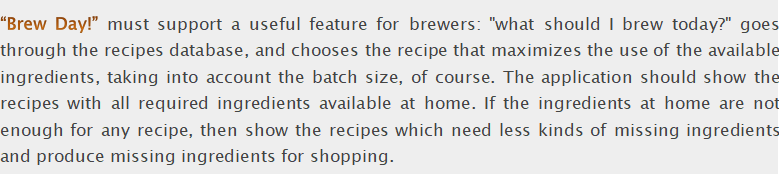 “Brew Day!” must support a useful feature for brewers: "what should I brew today?" goes
through the recipes database, and chooses the recipe that maximizes the use of the available
ingredients, taking into account the batch size, of course. The application should show the
recipes with all required ingredients available at home. If the ingredients at home are not
enough for any recipe, then show the recipes which need less kinds of missing ingredients
and produce missing ingredients for shopping.